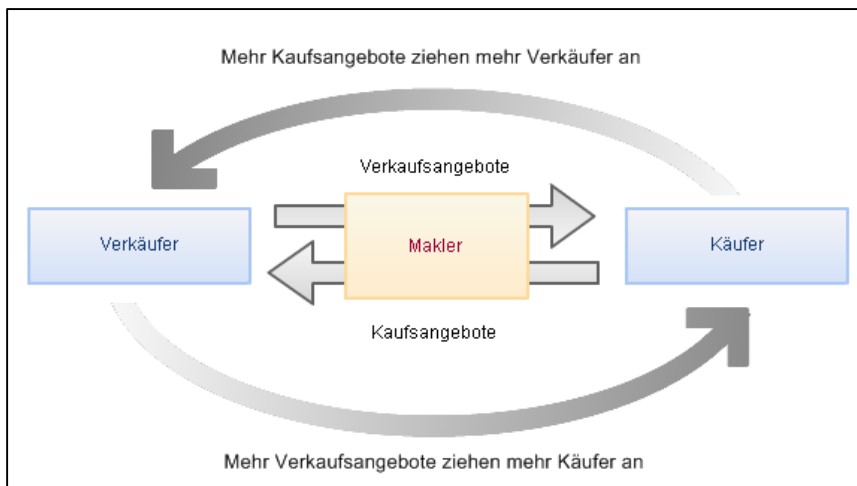 Mehr Kaufsangebote ziehen mehr Verkäufer an
Verkaufsangebote
Verkäufer
Makler
Käufer
Kaufsangebote
Mehr Verkaufsangebote ziehen mehr Käufer an